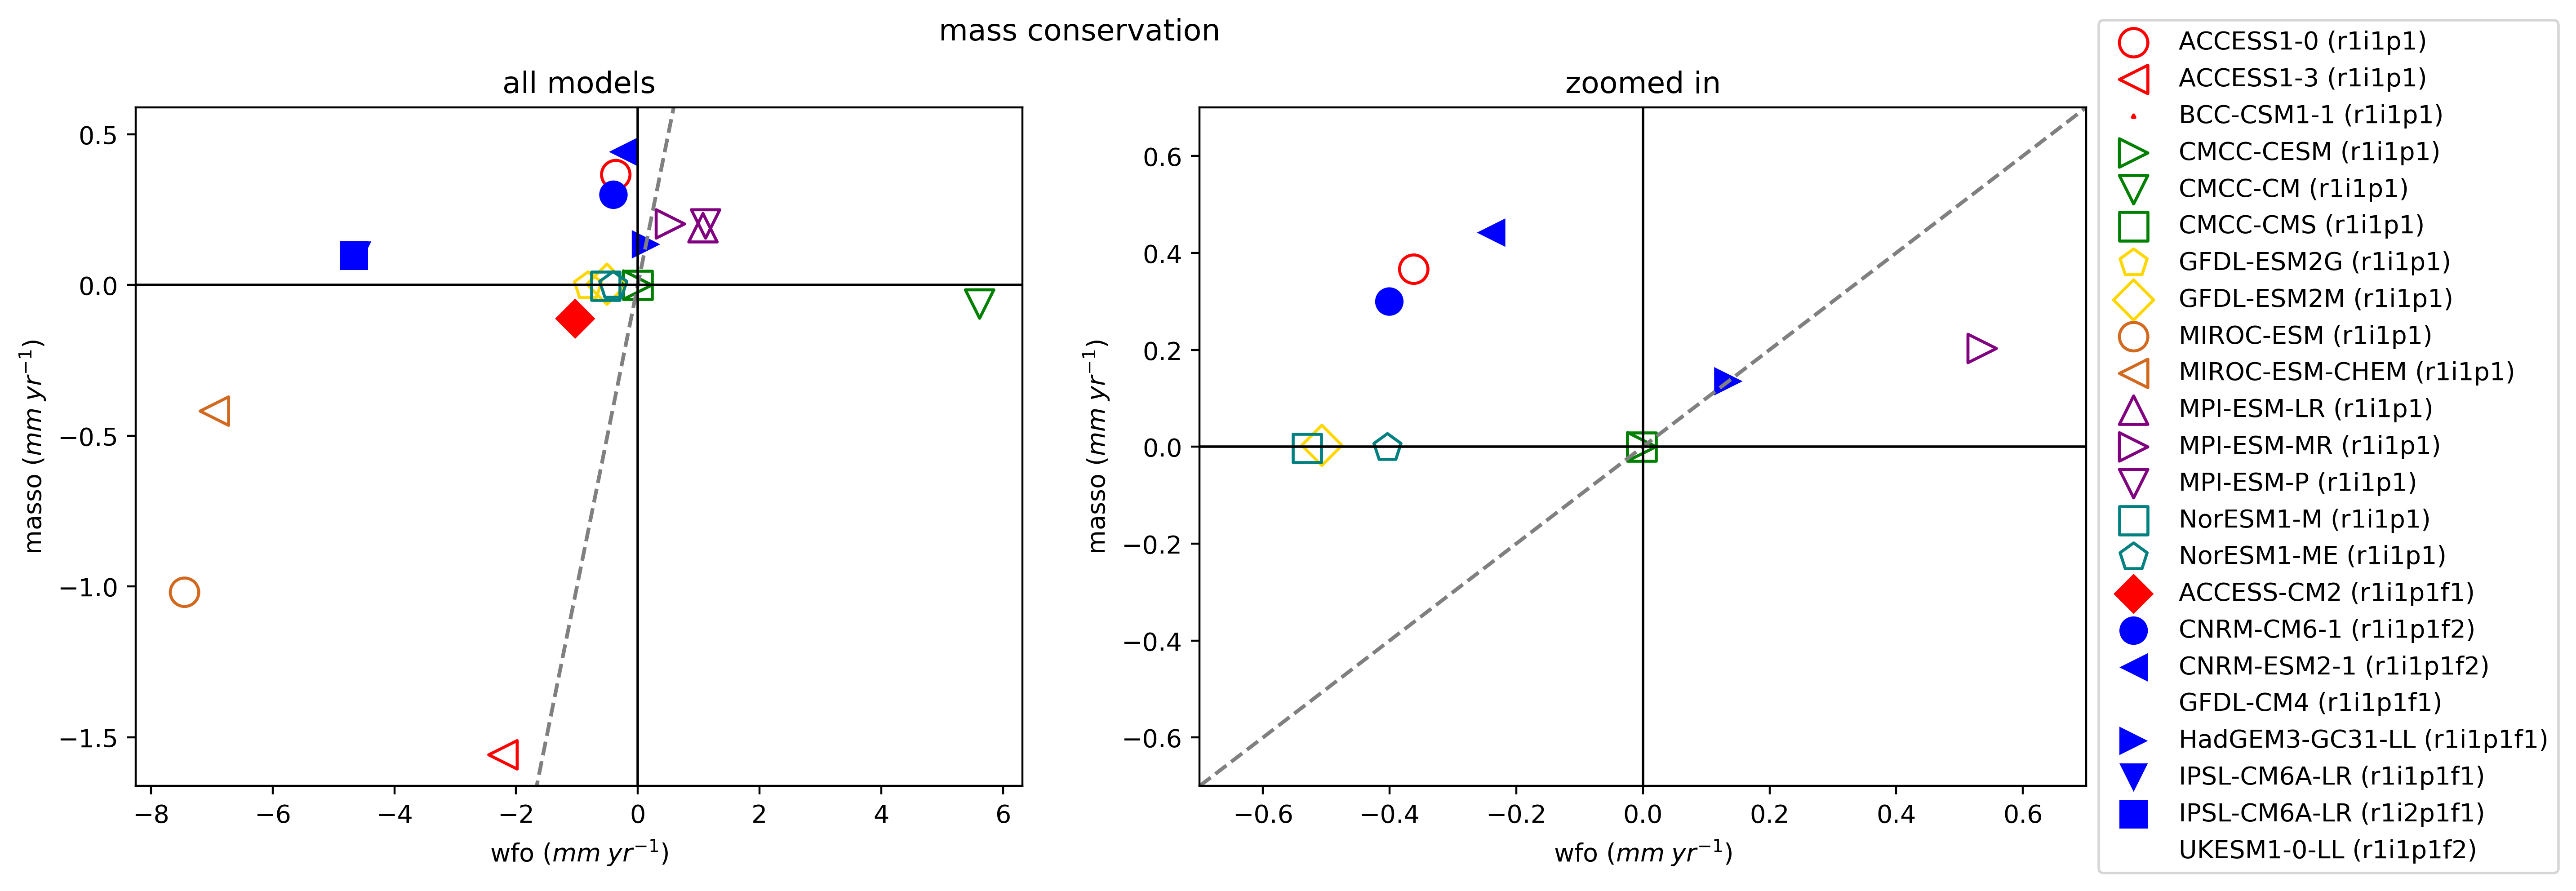 mass conservation
all models
0.5
0.0
−0.5
−1.0
−1.5
masso (mm yr⁻¹)
−8 −6 −4 −2 0 2 4 6
wfo (mm yr⁻¹)
zoomed in
0.6
0.4
0.2
0.0
−0.2
−0.4
−0.6
masso (mm yr⁻¹)
−0.6 −0.4 −0.2 0.0 0.2 0.4 0.6
wfo (mm yr⁻¹)
ACCESS1-0 (r1i1p1)
ACCESS1-3 (r1i1p1)
BCC-CSM1-1 (r1i1p1)
CMCC-CESM (r1i1p1)
CMCC-CM (r1i1p1)
CMCC-CMS (r1i1p1)
GFDL-ESM2G (r1i1p1)
GFDL-ESM2M (r1i1p1)
MIROC-ESM (r1i1p1)
MIROC-ESM-CHEM (r1i1p1)
MPI-ESM-LR (r1i1p1)
MPI-ESM-MR (r1i1p1)
MPI-ESM-P (r1i1p1)
NorESM1-M (r1i1p1)
NorESM1-ME (r1i1p1)
ACCESS-CM2 (r1i1p1f1)
CNRM-CM6-1 (r1i1p1f2)
CNRM-ESM2-1 (r1i1p1f2)
GFDL-CM4 (r1i1p1f1)
HadGEM3-GC31-LL (r1i1p1f1)
IPSL-CM6A-LR (r1i1p1f1)
IPSL-CM6A-LR (r1i2p1f1)
UKESM1-0-LL (r1i1p1f2)